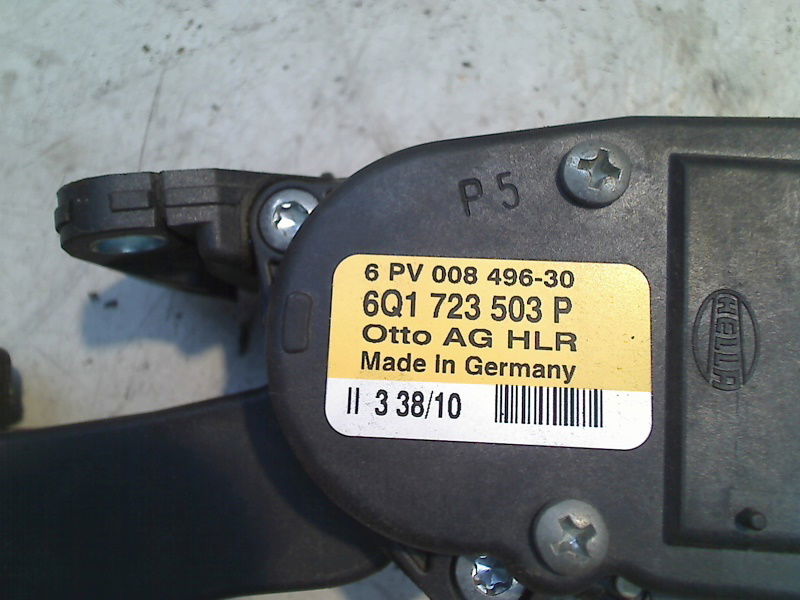 P5
6 PV 008 496-30
6Q1 723 503 P
Otto AG HLR
Made In Germany
II 3 38/10
HELLA